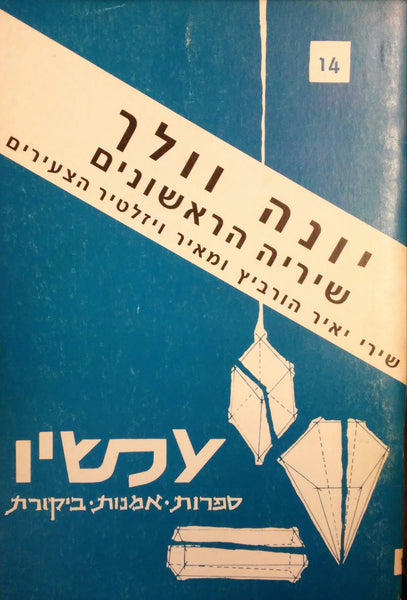 14
יונה וולך
שיריה הראשונים
שירי יאיר הורביץ ומאיר ויזלטיר הצעירים
עכשיו
ספרות · אמנות · ביקורת